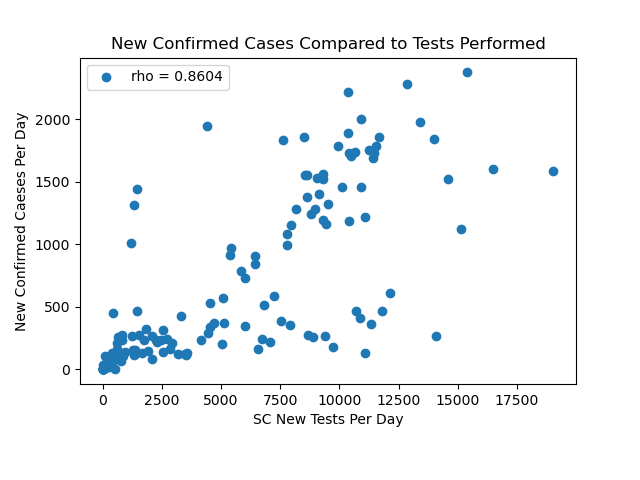 New Confirmed Cases Compared to Tests Performed
rho = 0.8604
New Confirmed Caeses Per Day
2000
1500
1000
500
0
0 2500 5000 7500 10000 12500 15000 17500
SC New Tests Per Day